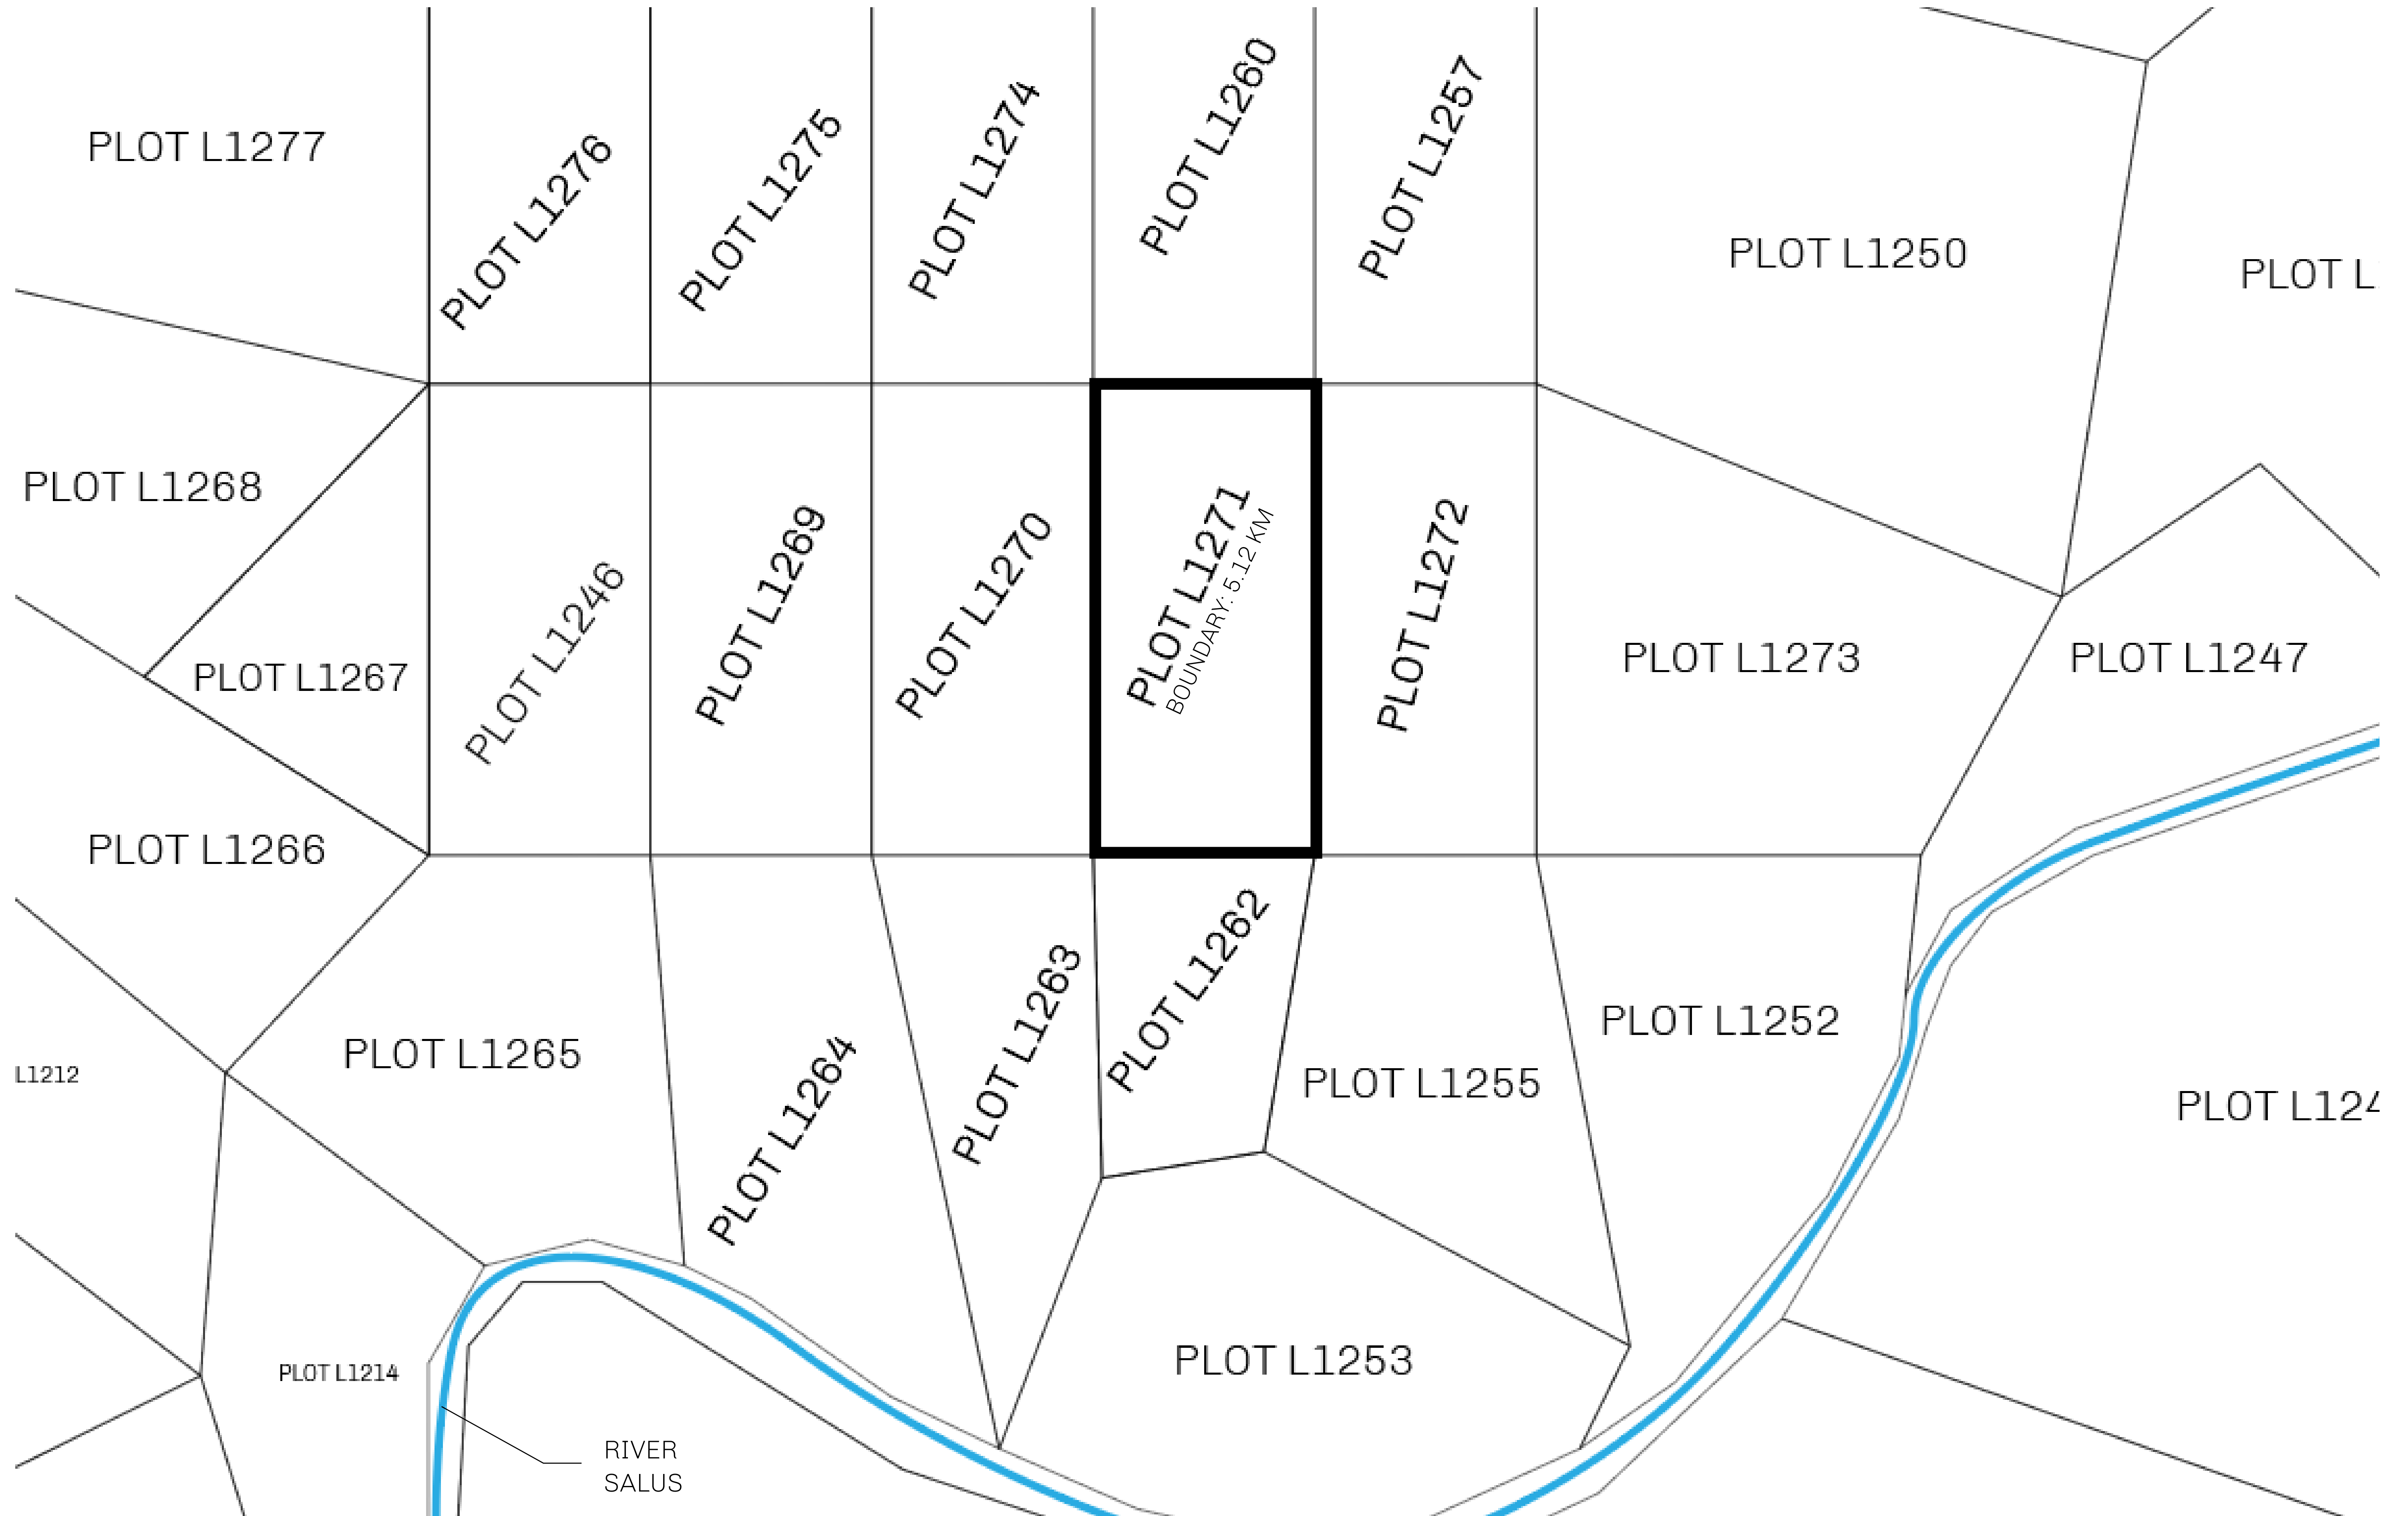 PLOT L1277
PLOT L1276
PLOT L1275
PLOT L1274
PLOT L1260
PLOT L1257
PLOT L1250
PLOT L
PLOT L1268
PLOT L1267
PLOT L1246
PLOT L1269
PLOT L1270
PLOT L1271
BOUNDARY: 5.12 KM
PLOT L1272
PLOT L1273
PLOT L1247
PLOT L1266
L1212
PLOT L1265
PLOT L1264
PLOT L1263
PLOT L1262
PLOT L1255
PLOT L1252
PLOT L124
PLOT L1214
PLOT L1253
RIVER
SALUS